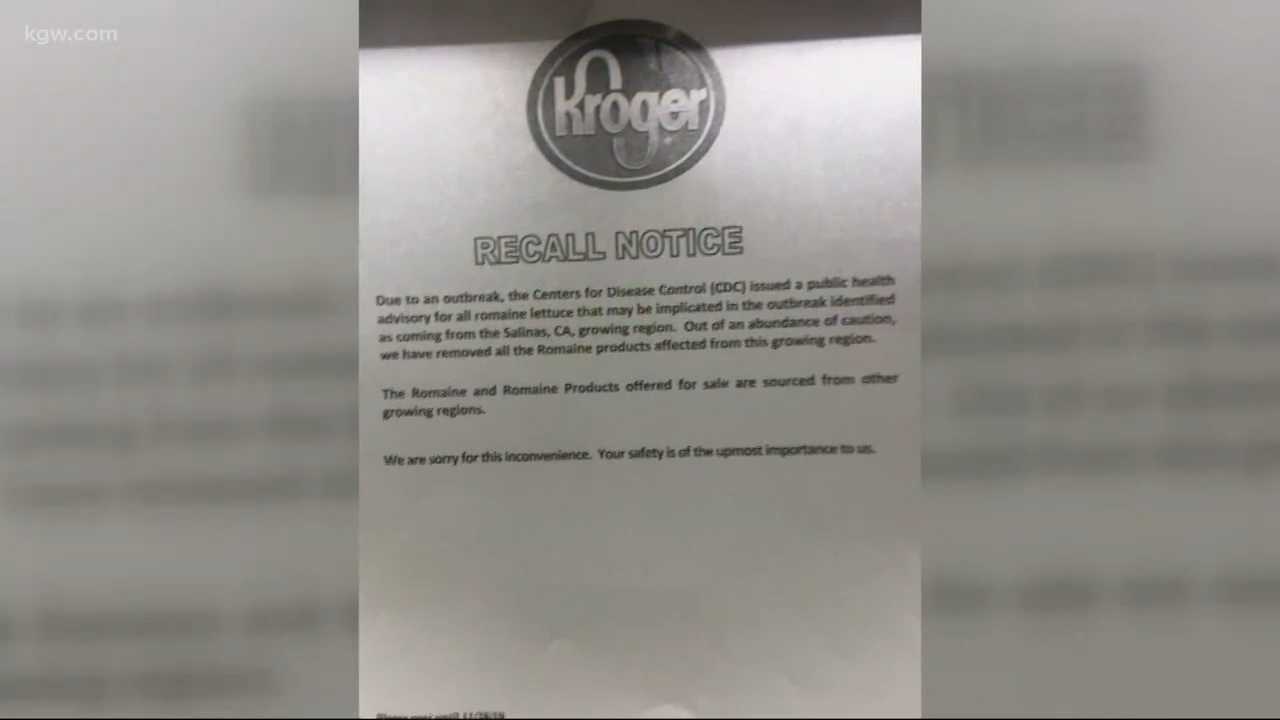 kgw.com
Kroger
RECALL NOTICE
Due to an outbreak, the Centers for Disease Control (CDC) issued a public health
advisory for all romaine lettuce that may be implicated in the outbreak identified
as coming from the Salinas, CA, growing region. Out of an abundance of caution,
we have removed all the Romaine products affected from this growing region.
The Romaine and Romaine Products offered for sale are sourced from other
growing regions.
We are sorry for this inconvenience. Your safety is of the upmost importance to us.